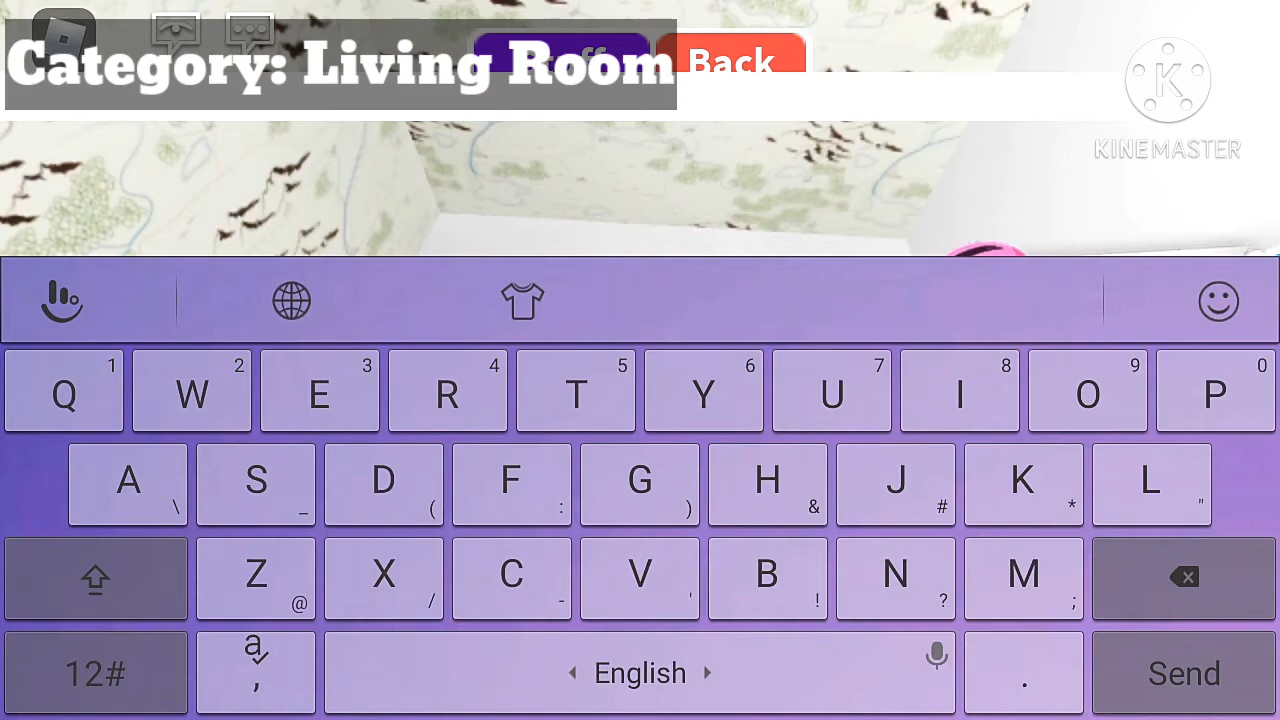 Category: Living Room
Back
KINEMASTER
1 2 3 4 5 6 7 8 9 0
Q W E R T Y U I O P
A S D F G H J K L
\ _ ( : ) & # * "
Z X C V B N M
@ / - ' ! ? ;
12# a , English . Send